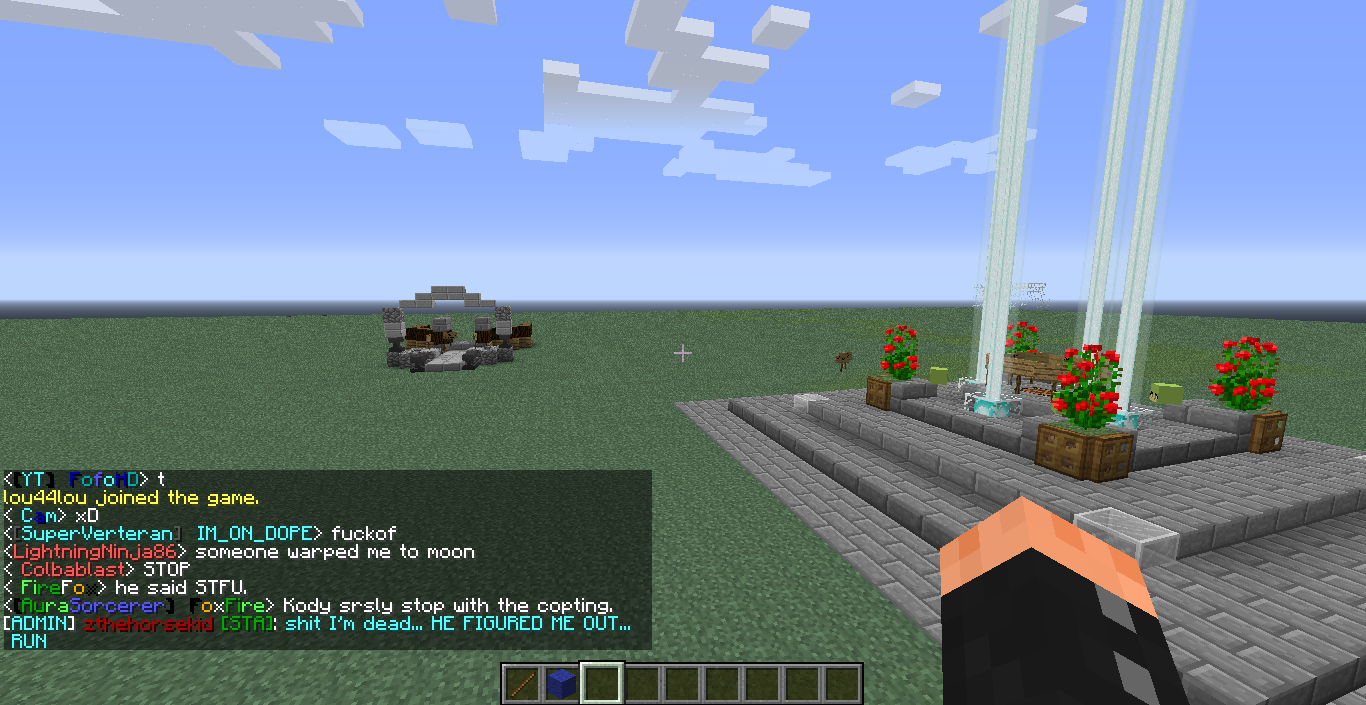 <[YT] PofoHD> t
lou44lou joined the game.
< Cam> xD
<[SuperVerteran] IM_ON_DOPE> fuckof
<LightningNinja86> someone warped me to moon
< Colbablast> STOP
< FireFox> he said STFU.
<[AuraSorcerer] FoxFire> Kody srsly stop with the copting.
[ADMIN] zthehorsekid [STA]: shit I'm dead... HE FIGURED ME OUT...
RUN